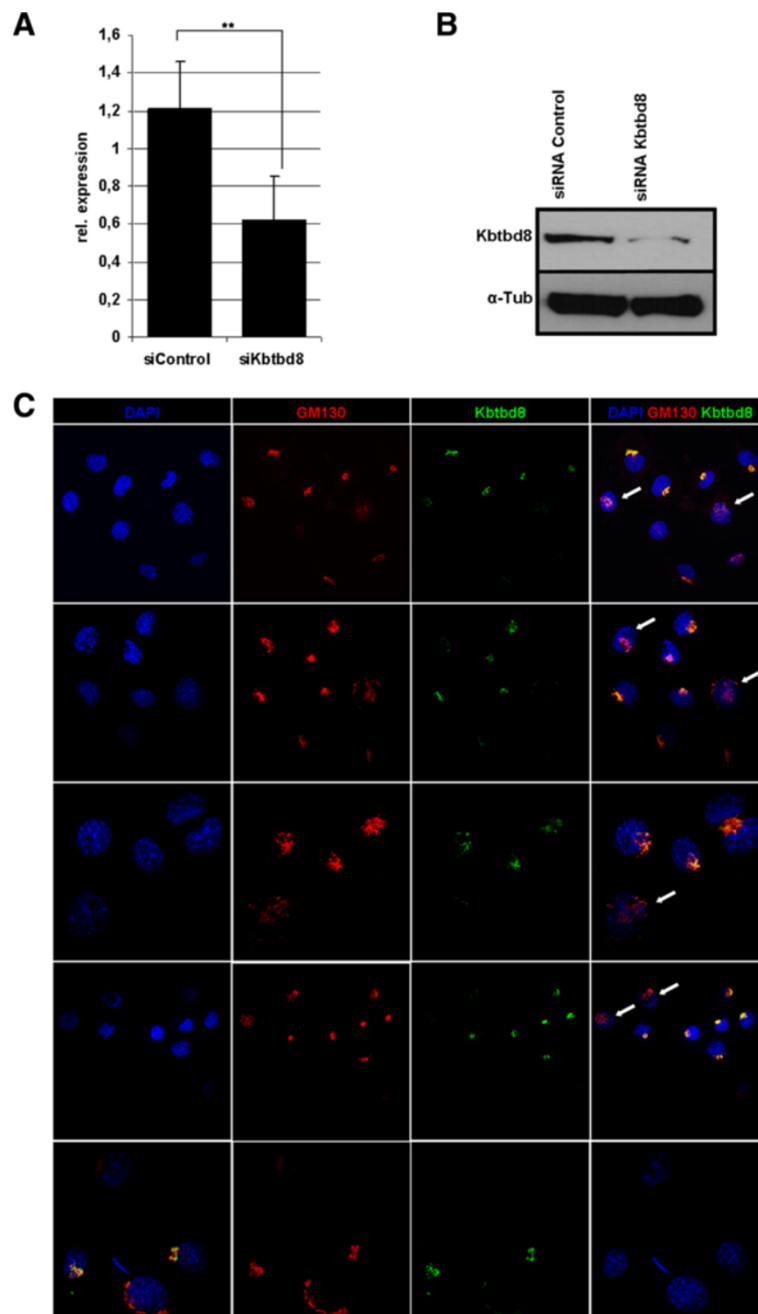 A
B
**
1,6
1,4
1,2
1
0,8
0,6
0,4
0,2
0
rel. expression
siControl
siKbtbd8
siRNA Control
siRNA Kbtbd8
Kbtbd8
α-Tub
C
DAPI
GM130
Kbtbd8
DAPI GM130 Kbtbd8